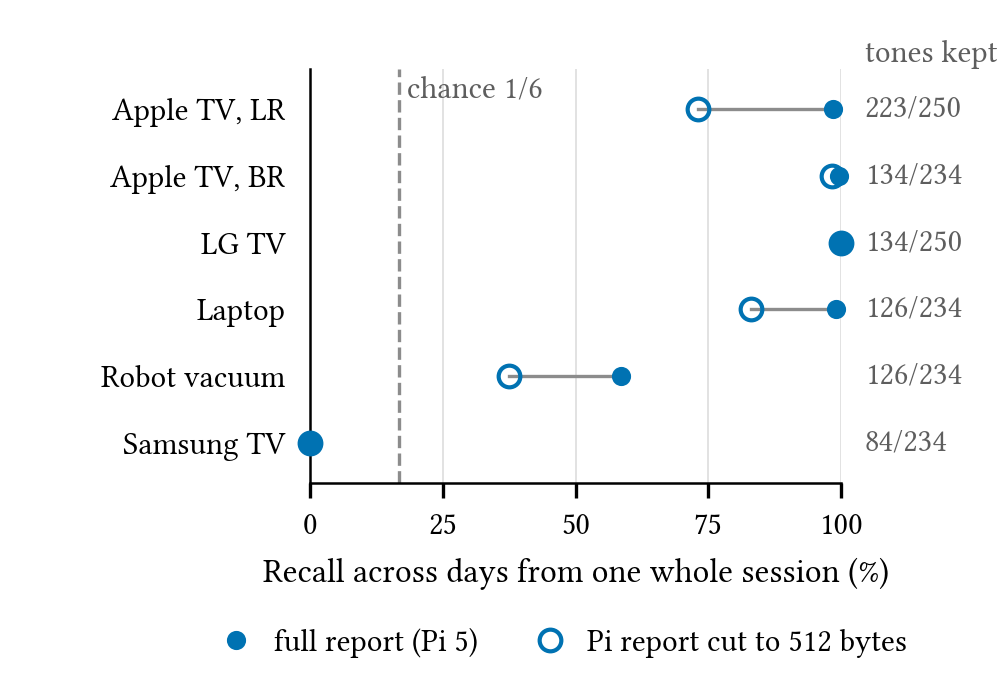 tones kept
chance 1/6
Apple TV, LR 223/250
Apple TV, BR 134/234
LG TV 134/250
Laptop 126/234
Robot vacuum 126/234
Samsung TV 84/234
0 25 50 75 100
Recall across days from one whole session (%)
full report (Pi 5) Pi report cut to 512 bytes